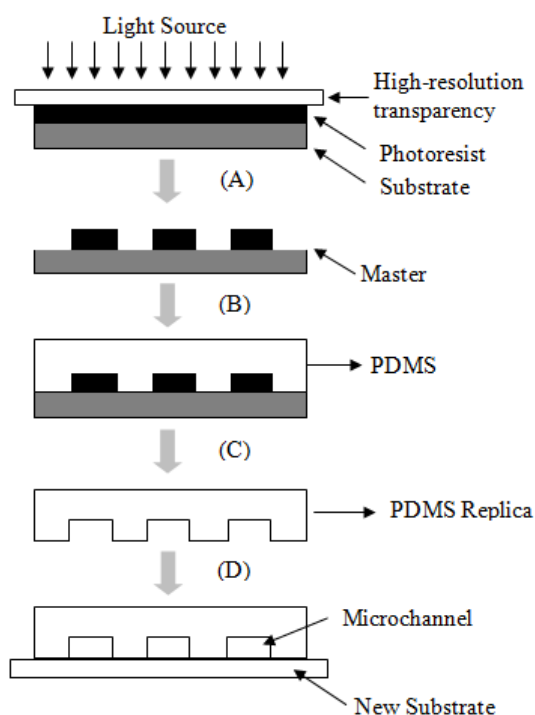 Light Source
High-resolution
transparency
Photoresist
Substrate
(A)
Master
(B)
PDMS
(C)
PDMS Replica
(D)
Microchannel
New Substrate